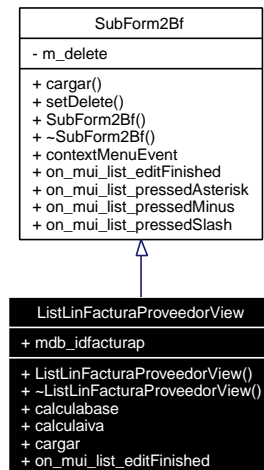 SubForm2Bf
- m_delete
+ cargar()
+ setDelete()
+ SubForm2Bf()
+ ~SubForm2Bf()
+ contextMenuEvent
+ on_mui_list_editFinished
+ on_mui_list_pressedAsterisk
+ on_mui_list_pressedMinus
+ on_mui_list_pressedSlash
ListLinFacturaProveedorView
+ mdb_idfacturap
+ ListLinFacturaProveedorView()
+ ~ListLinFacturaProveedorView()
+ calculabase
+ calculaiva
+ cargar
+ on_mui_list_editFinished